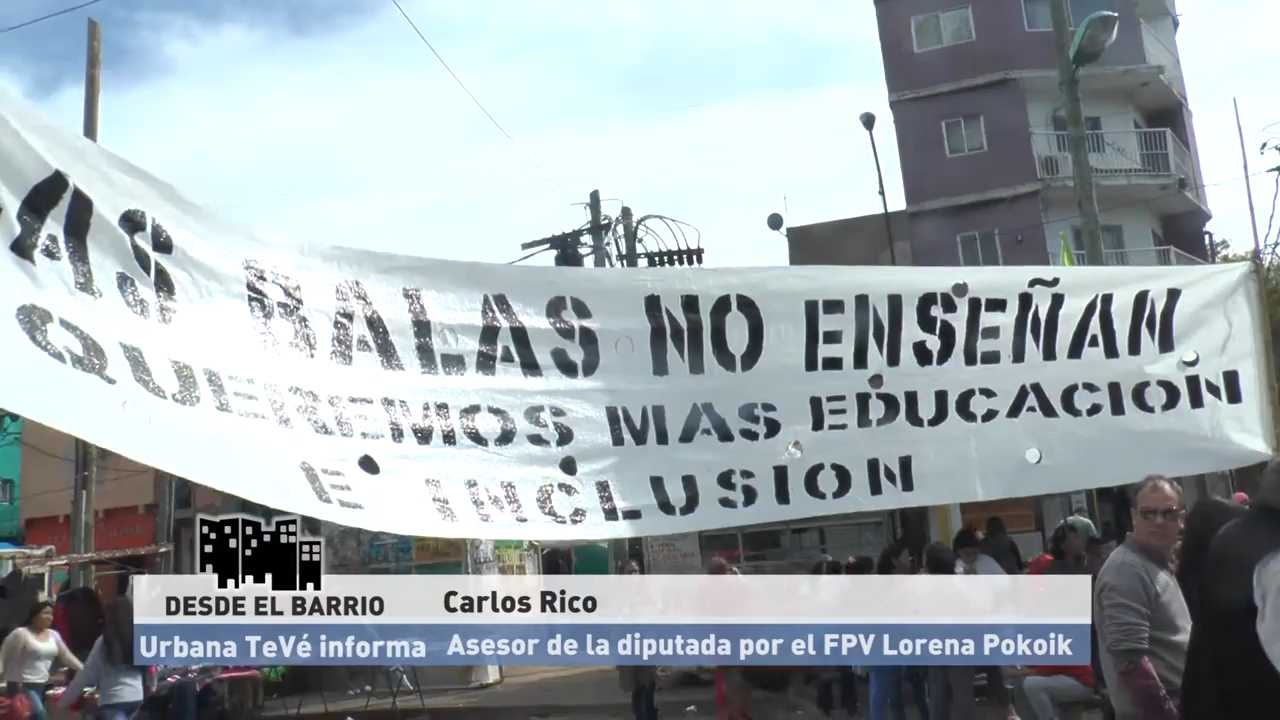 AS BALAS NO ENSEÑAN
QUEREMOS MAS EDUCACION
E INCLUSION
DESDE EL BARRIO
Carlos Rico
Urbana TeVé informa
Asesor de la diputada por el FPV Lorena Pokoik